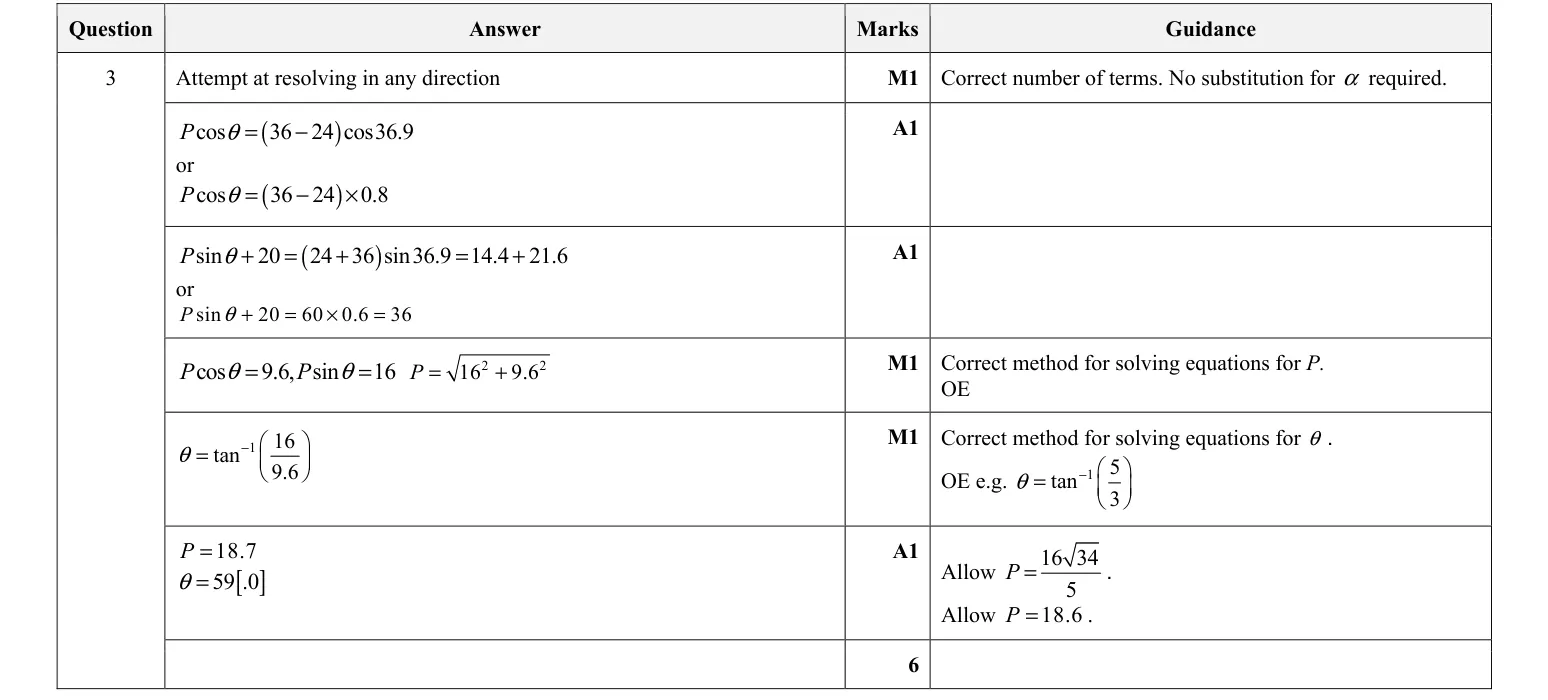 Question Answer Marks Guidance
3 Attempt at resolving in any direction M1 Correct number of terms. No substitution for α required.
P cos θ = (36 − 24) cos 36.9 A1
or
P cos θ = (36 − 24) × 0.8
P sin θ + 20 = (24 + 36) sin 36.9 = 14.4 + 21.6 A1
or
P sin θ + 20 = 60 × 0.6 = 36
P cos θ = 9.6, P sin θ = 16 P = √(16² + 9.6²) M1 Correct method for solving equations for P.
OE
θ = tan⁻¹(16/9.6) M1 Correct method for solving equations for θ .
OE e.g. θ = tan⁻¹(5/3)
P = 18.7 A1
θ = 59[.0]
Allow P = 16√34/5 .
Allow P = 18.6 .
6